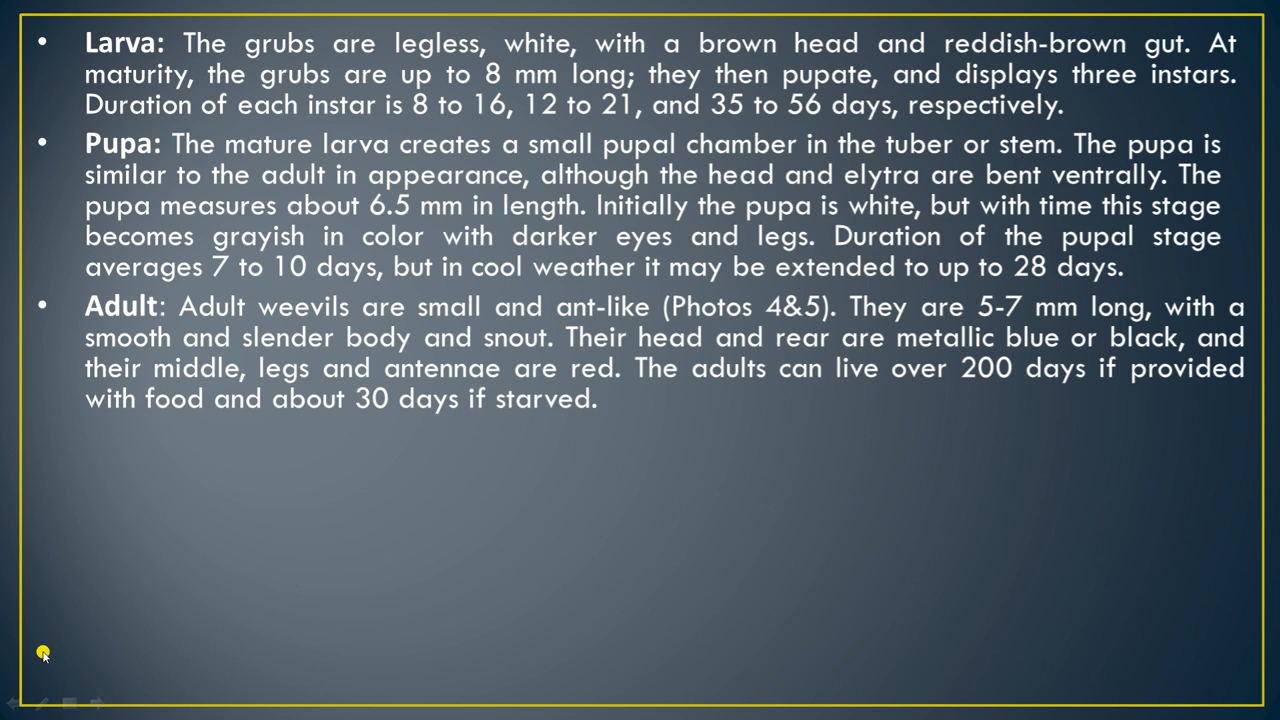 • Larva: The grubs are legless, white, with a brown head and reddish-brown gut. At
maturity, the grubs are up to 8 mm long; they then pupate, and displays three instars.
Duration of each instar is 8 to 16, 12 to 21, and 35 to 56 days, respectively.
• Pupa: The mature larva creates a small pupal chamber in the tuber or stem. The pupa is
similar to the adult in appearance, although the head and elytra are bent ventrally. The
pupa measures about 6.5 mm in length. Initially the pupa is white, but with time this stage
becomes grayish in color with darker eyes and legs. Duration of the pupal stage
averages 7 to 10 days, but in cool weather it may be extended to up to 28 days.
• Adult: Adult weevils are small and ant-like (Photos 4&5). They are 5-7 mm long, with a
smooth and slender body and snout. Their head and rear are metallic blue or black, and
their middle, legs and antennae are red. The adults can live over 200 days if provided
with food and about 30 days if starved.